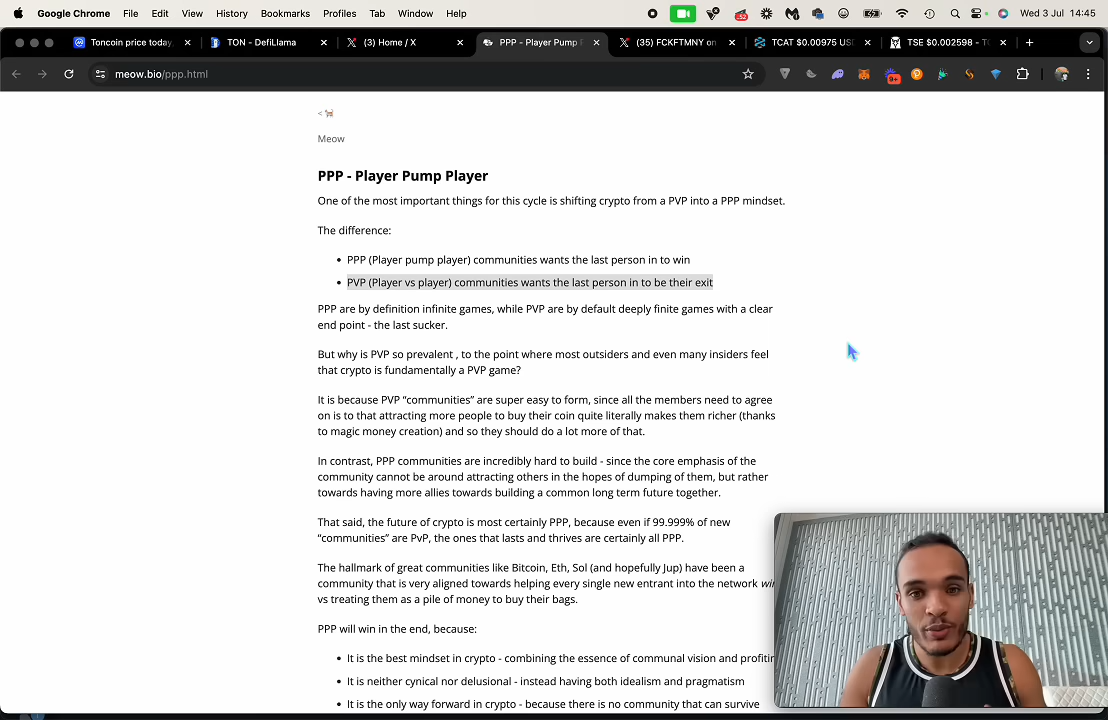 Google Chrome File Edit View History Bookmarks Profiles Tab Window Help Wed 3 Jul 14:45
Toncoin price today, TON - DefiLlama (3) Home / X PPP - Player Pump P (35) FCKFTMNY on TCAT $0.00975 USD TSE $0.002598 - TO
meow.bio/ppp.html 9+
<
Meow
PPP - Player Pump Player
One of the most important things for this cycle is shifting crypto from a PVP into a PPP mindset.
The difference:
• PPP (Player pump player) communities wants the last person in to win
• PVP (Player vs player) communities wants the last person in to be their exit
PPP are by definition infinite games, while PVP are by default deeply finite games with a clear
end point - the last sucker.
But why is PVP so prevalent , to the point where most outsiders and even many insiders feel
that crypto is fundamentally a PVP game?
It is because PVP “communities” are super easy to form, since all the members need to agree
on is to that attracting more people to buy their coin quite literally makes them richer (thanks
to magic money creation) and so they should do a lot more of that.
In contrast, PPP communities are incredibly hard to build - since the core emphasis of the
community cannot be around attracting others in the hopes of dumping of them, but rather
towards having more allies towards building a common long term future together.
That said, the future of crypto is most certainly PPP, because even if 99.999% of new
“communities” are PvP, the ones that lasts and thrives are certainly all PPP.
The hallmark of great communities like Bitcoin, Eth, Sol (and hopefully Jup) have been a
community that is very aligned towards helping every single new entrant into the network wi
vs treating them as a pile of money to buy their bags.
PPP will win in the end, because:
• It is the best mindset in crypto - combining the essence of communal vision and profitin
• It is neither cynical nor delusional - instead having both idealism and pragmatism
• It is the only way forward in crypto - because there is no community that can survive